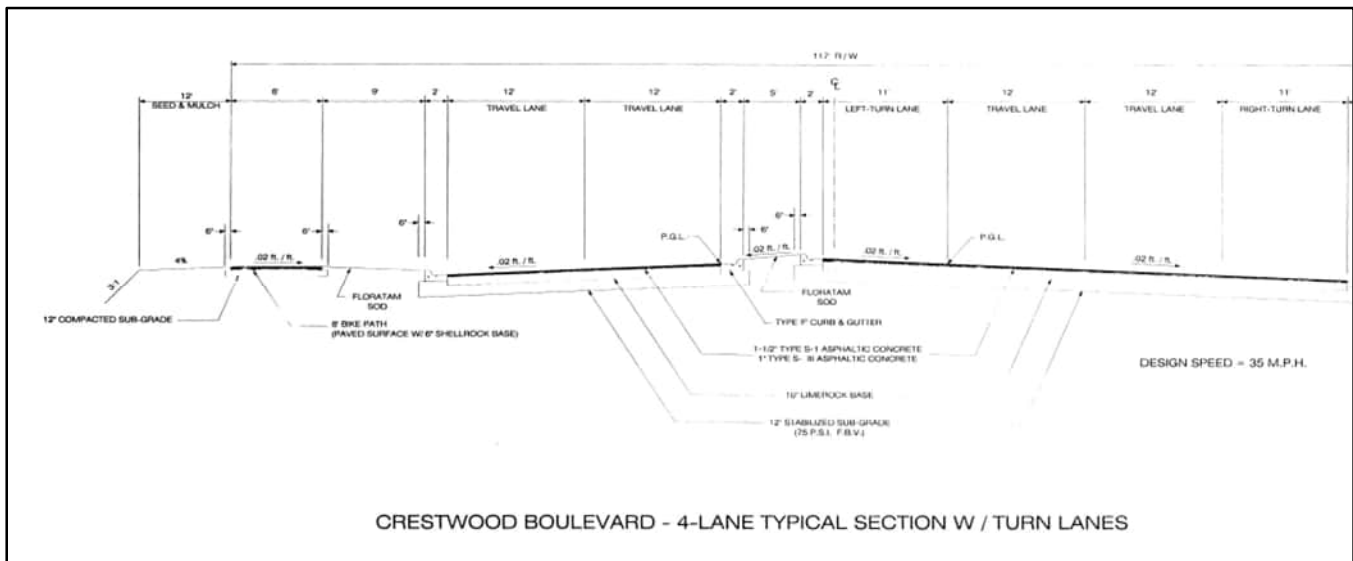 117' R/W
12'
8'
9'
2'
12'
12'
2'
5'
2'
11'
12'
12'
11'
SEED & MULCH
TRAVEL LANE
TRAVEL LANE
LEFT-TURN LANE
TRAVEL LANE
TRAVEL LANE
RIGHT-TURN LANE
6"
6"
6"
6"
6"
P.G.L.
P.G.L.
4%
.02 ft. / ft.
.02 ft. / ft.
.02 ft. / ft.
.02 ft. / ft.
.02 ft. / ft.
3:1
FLORATAM
SOD
FLORATAM
SOD
12" COMPACTED SUB-GRADE
8' BIKE PATH
(PAVED SURFACE W/ 6" SHELLROCK BASE)
TYPE 'F' CURB & GUTTER
1-1/2" TYPE S-1 ASPHALTIC CONCRETE
1" TYPE S- III ASPHALTIC CONCRETE
DESIGN SPEED = 35 M.P.H.
10" LIMEROCK BASE
12" STABILIZED SUB-GRADE
(75 P.S.I. F.B.V.)
CRESTWOOD BOULEVARD - 4-LANE TYPICAL SECTION W / TURN LANES